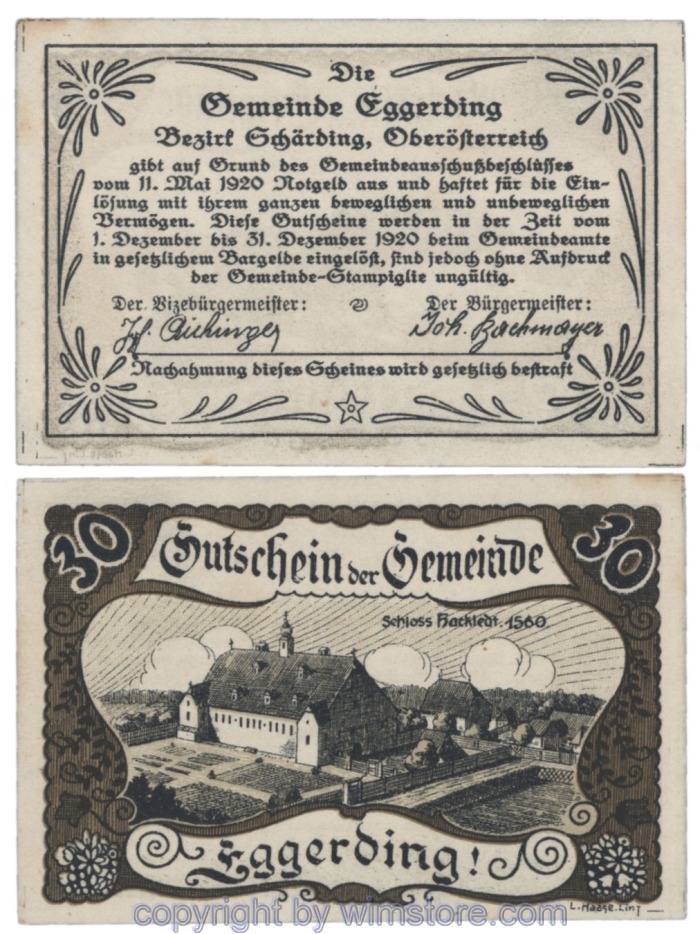 Die
Gemeinde Eggerding
Bezirk Schärding, Oberösterreich
gibt auf Grund des Gemeindeausschußbeschlusses
vom 11. Mai 1920 Notgeld aus und haftet für die Ein-
lösung mit ihrem ganzen beweglichen und unbeweglichen
Vermögen. Diese Gutscheine werden in der Zeit vom
1. Dezember bis 31. Dezember 1920 beim Gemeindeamte
in gesetzlichem Bargelde eingelöst, sind jedoch ohne Aufdruck
der Gemeinde-Stampiglie ungültig.
Der Vizebürgermeister: Der Bürgermeister:
Jos. Aichinger Joh. Bachmayer
Nachahmung dieses Scheines wird gesetzlich bestraft
30 Gutschein der Gemeinde 30
Schloss Hackledt. 1560
Eggerding!
L. Haase. Linz
copyright by wimstore.com